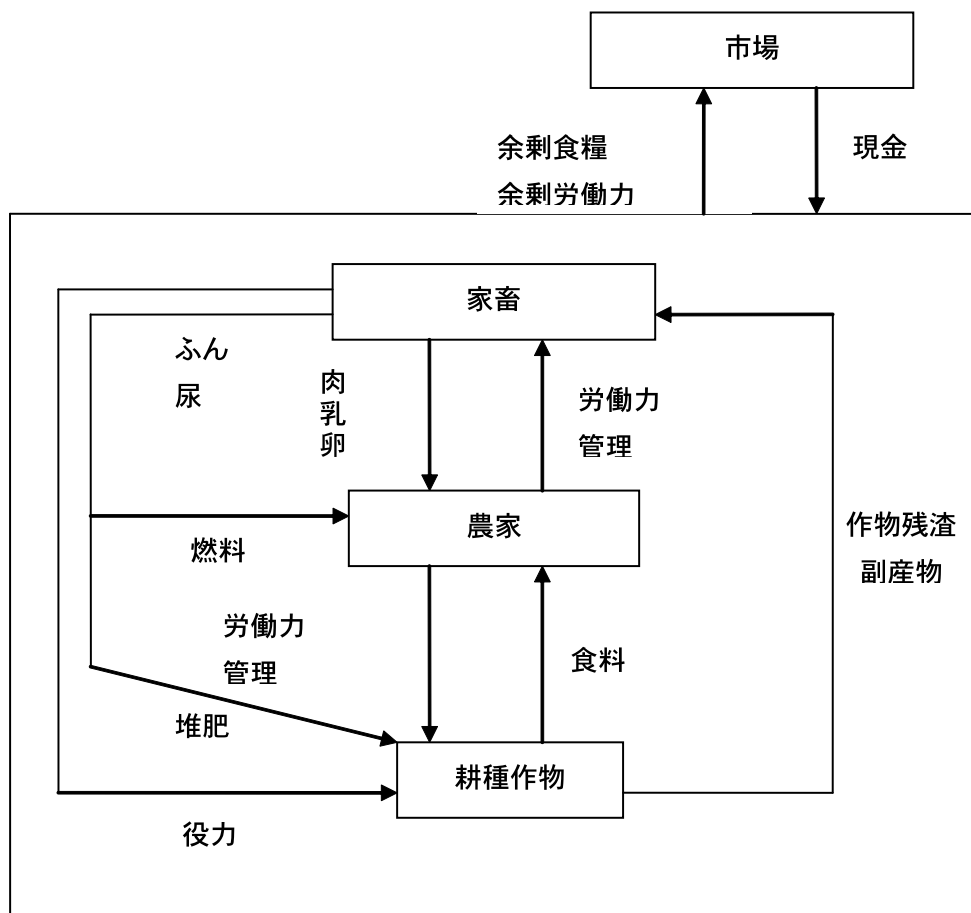 市場
余剰食糧
余剰労働力
現金
家畜
ふん
尿
肉
乳
卵
労働力
管理
農家
燃料
作物残渣
副産物
労働力
管理
食料
堆肥
耕種作物
役力